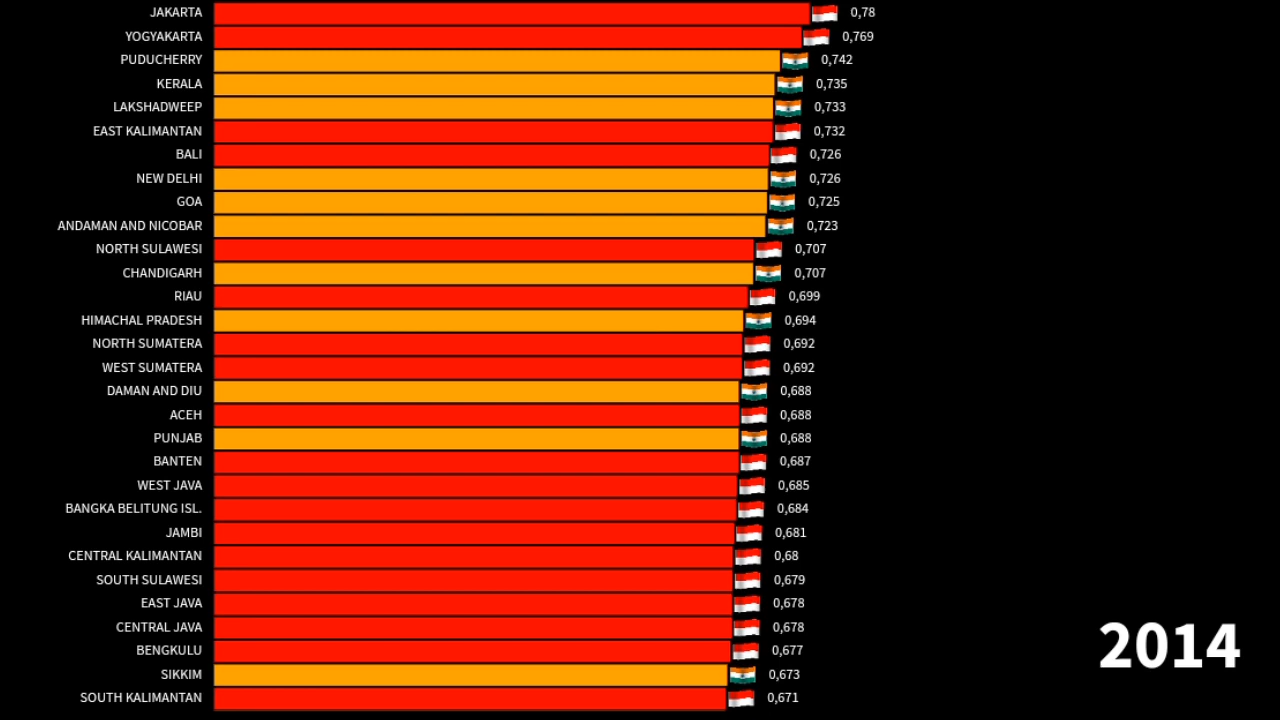 JAKARTA 0,78
YOGYAKARTA 0,769
PUDUCHERRY 0,742
KERALA 0,735
LAKSHADWEEP 0,733
EAST KALIMANTAN 0,732
BALI 0,726
NEW DELHI 0,726
GOA 0,725
ANDAMAN AND NICOBAR 0,723
NORTH SULAWESI 0,707
CHANDIGARH 0,707
RIAU 0,699
HIMACHAL PRADESH 0,694
NORTH SUMATERA 0,692
WEST SUMATERA 0,692
DAMAN AND DIU 0,688
ACEH 0,688
PUNJAB 0,688
BANTEN 0,687
WEST JAVA 0,685
BANGKA BELITUNG ISL. 0,684
JAMBI 0,681
CENTRAL KALIMANTAN 0,68
SOUTH SULAWESI 0,679
EAST JAVA 0,678
CENTRAL JAVA 0,678
BENGKULU 0,677
SIKKIM 0,673
SOUTH KALIMANTAN 0,671
2014